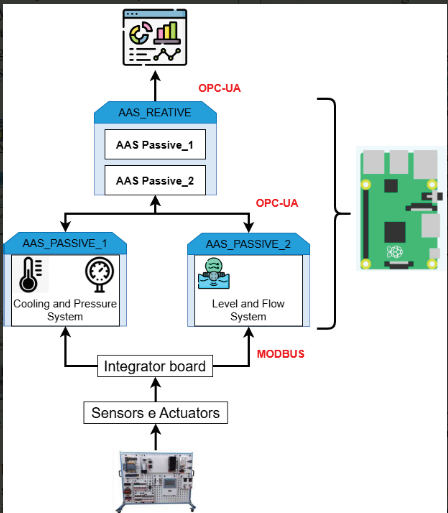 OPC-UA
AAS_REATIVE
AAS Passive_1
AAS Passive_2
OPC-UA
AAS_PASSIVE_1
AAS_PASSIVE_2
Cooling and Pressure
System
Level and Flow
System
MODBUS
Integrator board
Sensors e Actuators